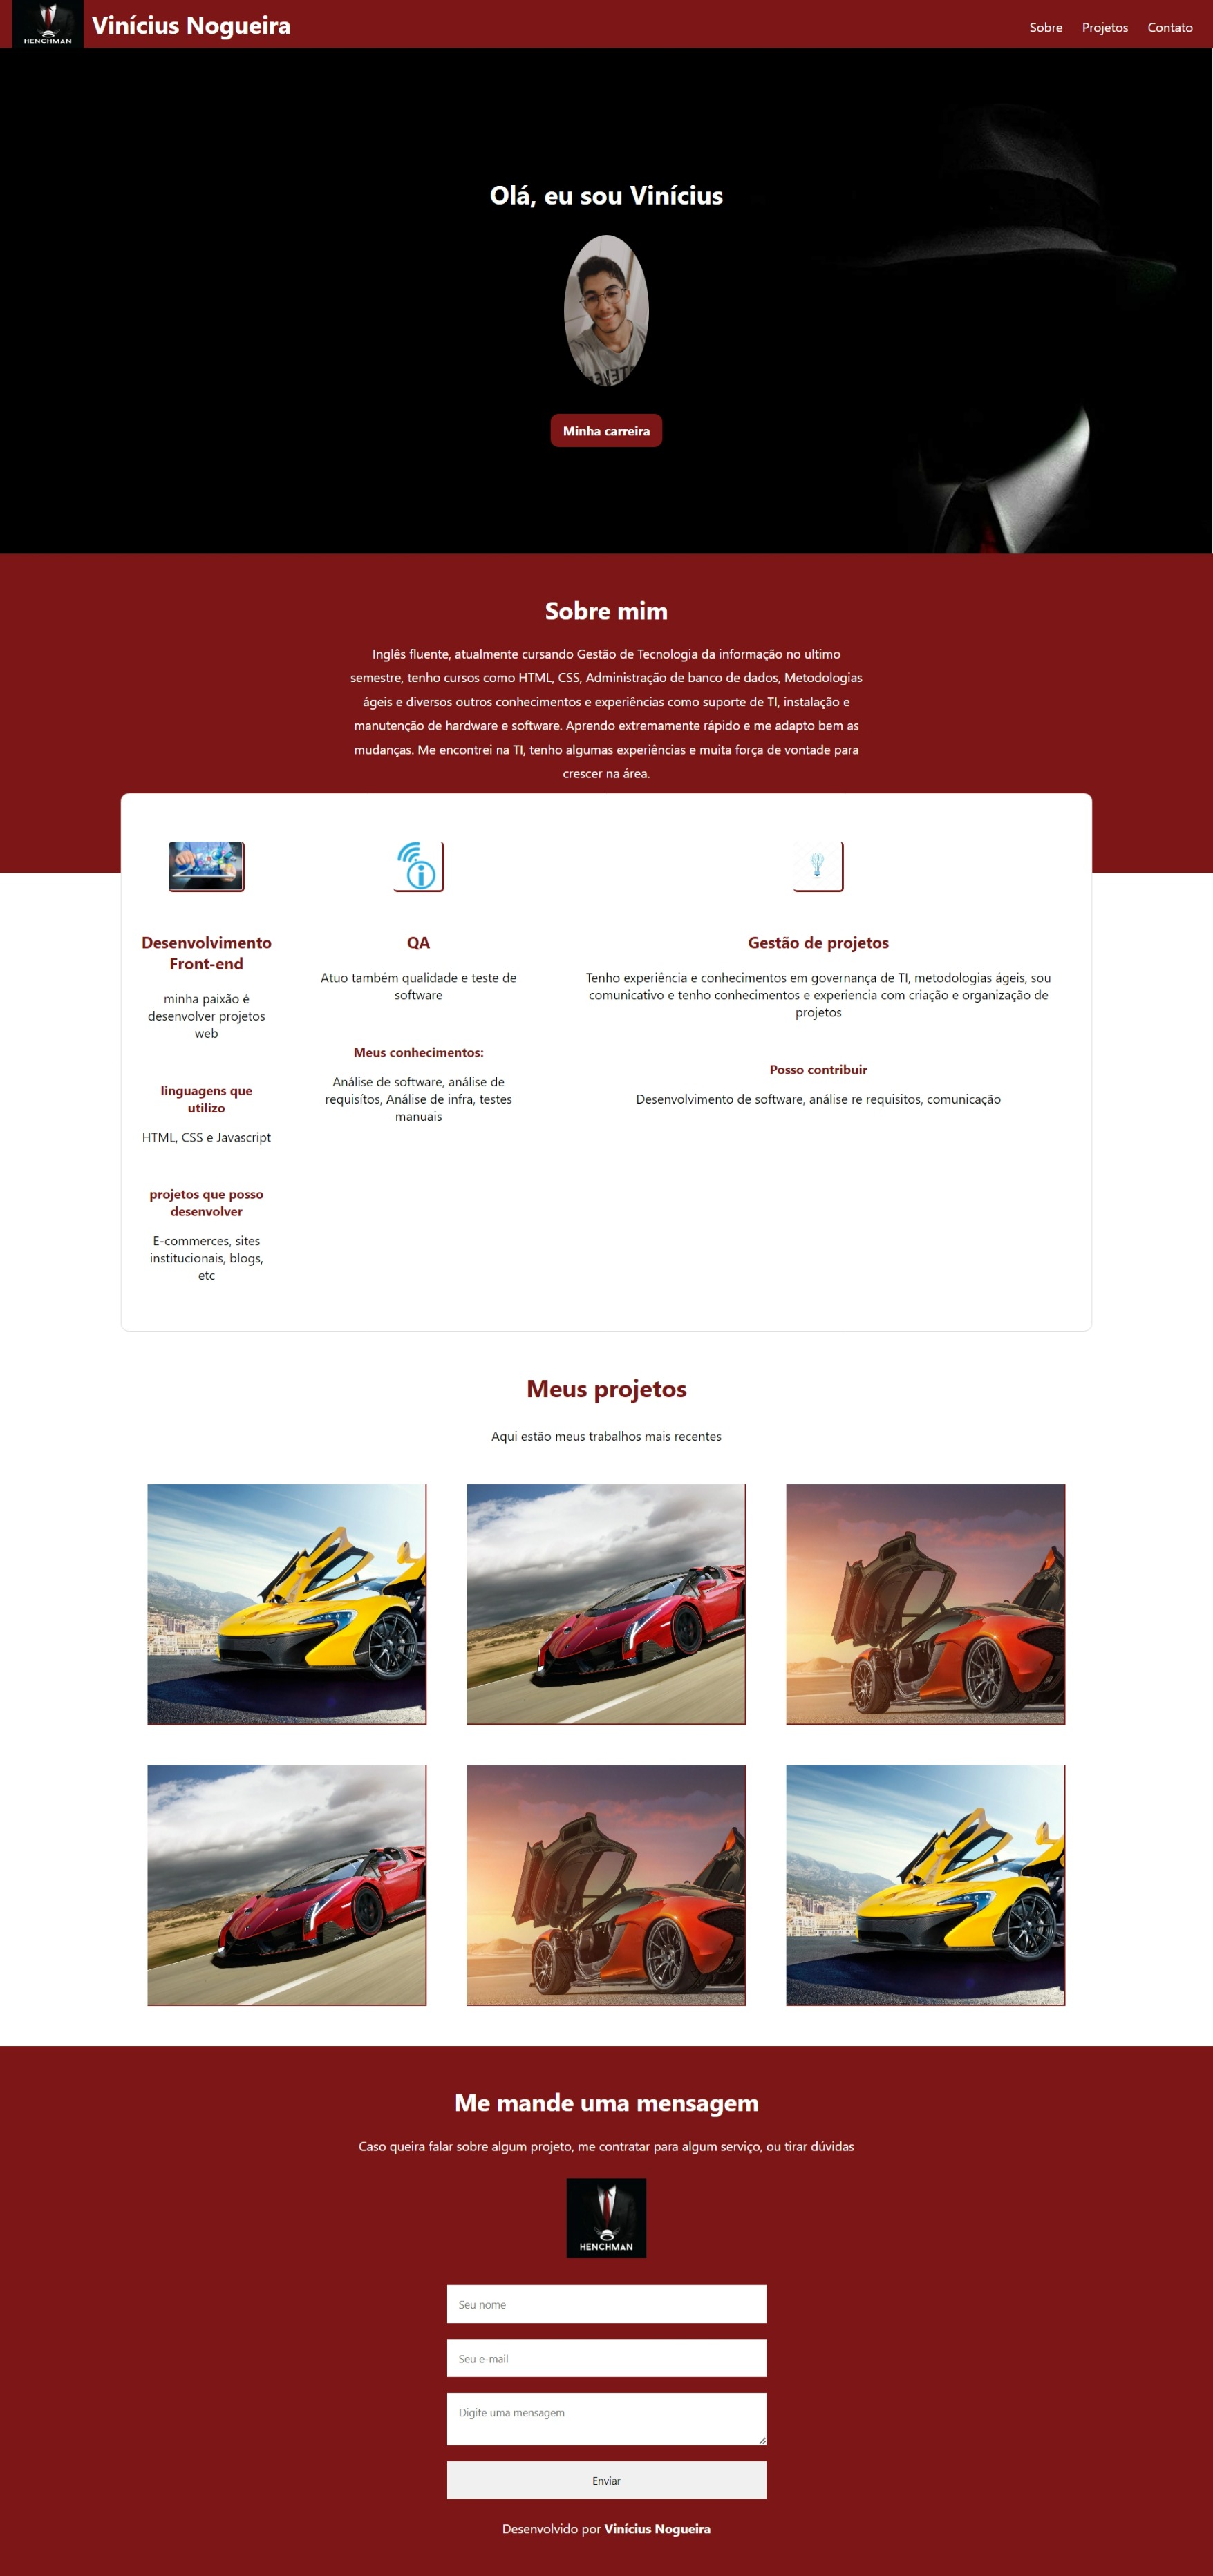 HENCHMAN
Vinícius Nogueira
Sobre Projetos Contato
Olá, eu sou Vinícius
Minha carreira
Sobre mim
Inglês fluente, atualmente cursando Gestão de Tecnologia da informação no ultimo
semestre, tenho cursos como HTML, CSS, Administração de banco de dados, Metodologias
ágeis e diversos outros conhecimentos e experiências como suporte de TI, instalação e
manutenção de hardware e software. Aprendo extremamente rápido e me adapto bem as
mudanças. Me encontrei na TI, tenho algumas experiências e muita força de vontade para
crescer na área.
Desenvolvimento
Front-end
minha paixão é
desenvolver projetos
web
linguagens que
utilizo
HTML, CSS e Javascript
projetos que posso
desenvolver
E-commerces, sites
institucionais, blogs,
etc
QA
Atuo também qualidade e teste de
software
Meus conhecimentos:
Análise de software, análise de
requisítos, Análise de infra, testes
manuais
Gestão de projetos
Tenho experiência e conhecimentos em governança de TI, metodologias ágeis, sou
comunicativo e tenho conhecimentos e experiencia com criação e organização de
projetos
Posso contribuir
Desenvolvimento de software, análise re requisitos, comunicação
Meus projetos
Aqui estão meus trabalhos mais recentes
Me mande uma mensagem
Caso queira falar sobre algum projeto, me contratar para algum serviço, ou tirar dúvidas
HENCHMAN
Seu nome
Seu e-mail
Digite uma mensagem
Enviar
Desenvolvido por Vinícius Nogueira